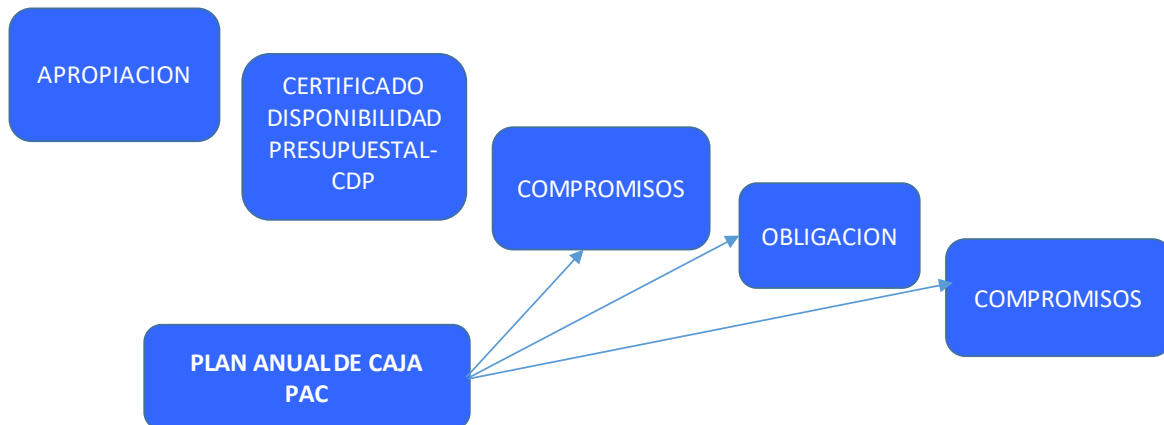 APROPIACION
CERTIFICADO
DISPONIBILIDAD
PRESUPUESTAL-
CDP
COMPROMISOS
OBLIGACION
COMPROMISOS
PLAN ANUAL DE CAJA
PAC